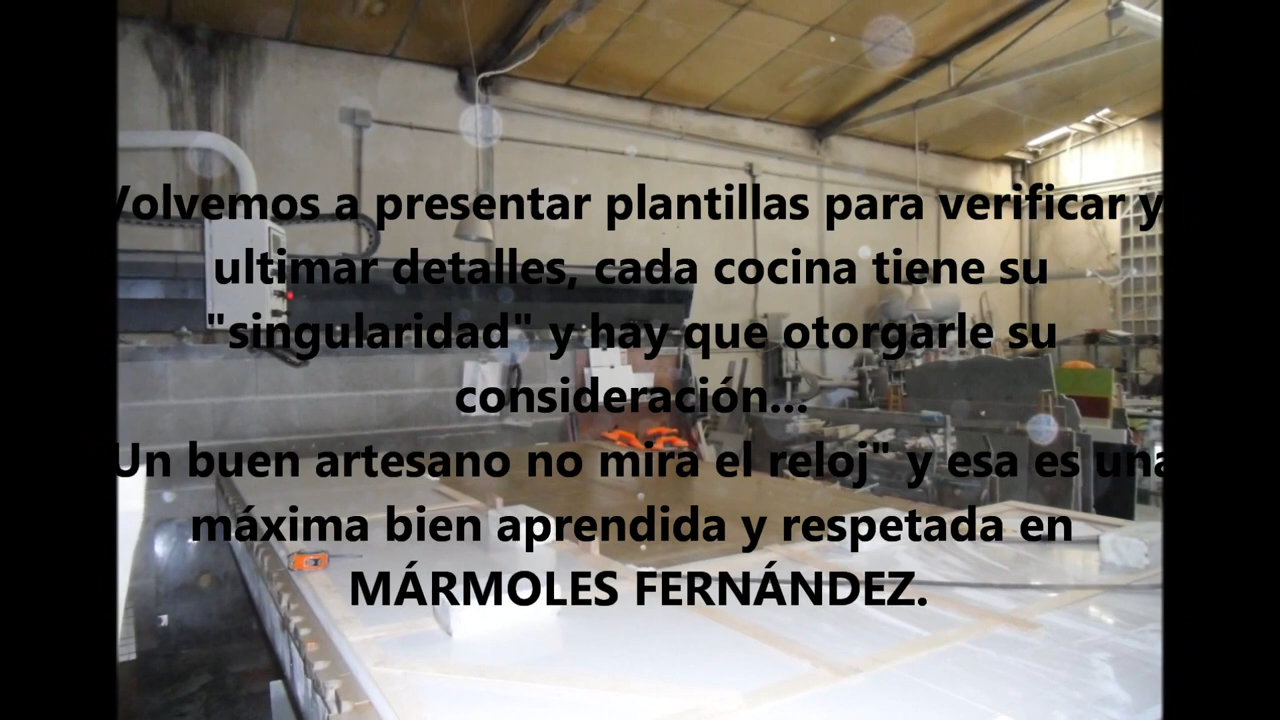 Volvemos a presentar plantillas para verificar y
ultimar detalles, cada cocina tiene su
"singularidad" y hay que otorgarle su
consideración...
Un buen artesano no mira el reloj" y esa es una
máxima bien aprendida y respetada en
MÁRMOLES FERNÁNDEZ.